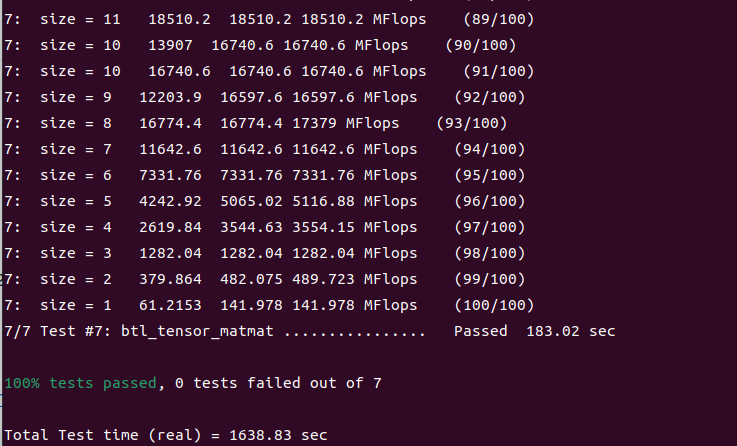 7:  size = 11   18510.2  18510.2 18510.2 MFlops    (89/100)
7:  size = 10   13907  16740.6 16740.6 MFlops    (90/100)
7:  size = 10   16740.6  16740.6 16740.6 MFlops    (91/100)
7:  size = 9   12203.9  16597.6 16597.6 MFlops    (92/100)
7:  size = 8   16774.4  16774.4 17379 MFlops    (93/100)
7:  size = 7   11642.6  11642.6 11642.6 MFlops    (94/100)
7:  size = 6   7331.76  7331.76 7331.76 MFlops    (95/100)
7:  size = 5   4242.92  5065.02 5116.88 MFlops    (96/100)
7:  size = 4   2619.84  3544.63 3554.15 MFlops    (97/100)
7:  size = 3   1282.04  1282.04 1282.04 MFlops    (98/100)
7:  size = 2   379.864  482.075 489.723 MFlops    (99/100)
7:  size = 1   61.2153  141.978 141.978 MFlops    (100/100)
7/7 Test #7: btl_tensor_matmat ................   Passed  183.02 sec
100% tests passed, 0 tests failed out of 7
Total Test time (real) = 1638.83 sec